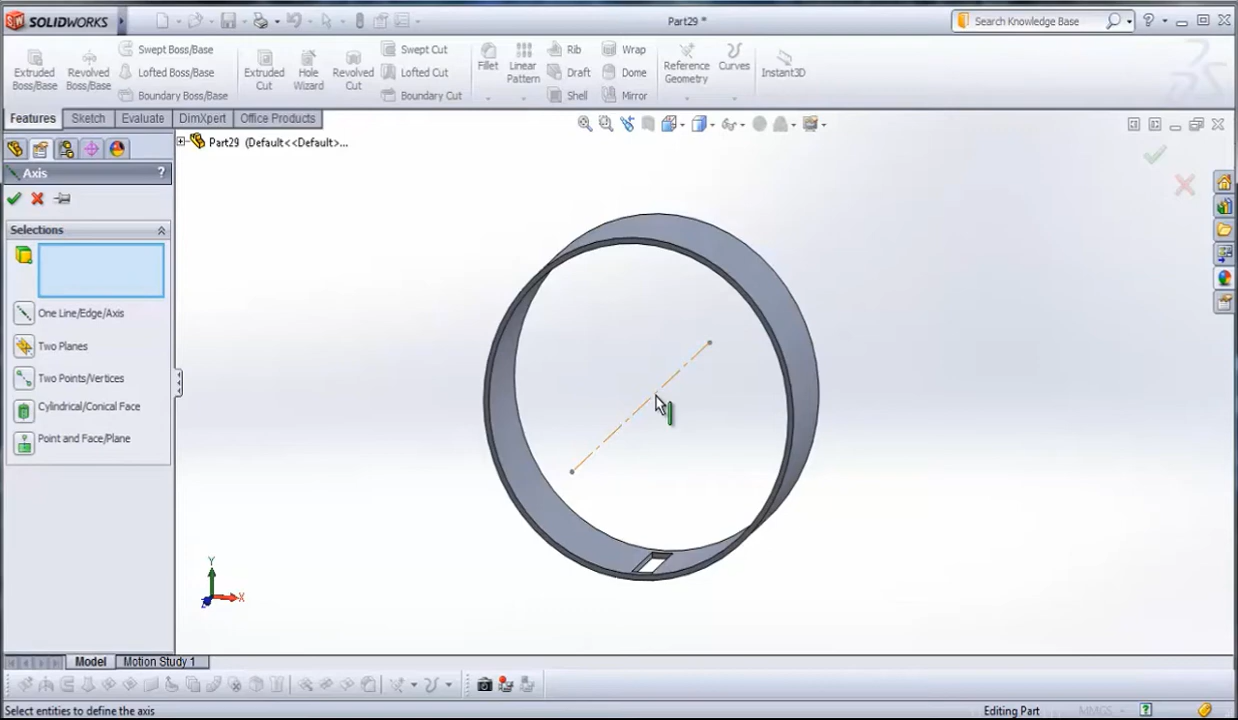 SOLIDWORKS
Part29 *
Search Knowledge Base
Extruded Boss/Base
Revolved Boss/Base
Swept Boss/Base
Lofted Boss/Base
Boundary Boss/Base
Extruded Cut
Hole Wizard
Revolved Cut
Swept Cut
Lofted Cut
Boundary Cut
Fillet
Linear Pattern
Rib
Draft
Shell
Wrap
Dome
Mirror
Reference Geometry
Curves
Instant3D
Features
Sketch
Evaluate
DimXpert
Office Products
Part29 (Default<<Default>...
Axis
?
Selections
One Line/Edge/Axis
Two Planes
Two Points/Vertices
Cylindrical/Conical Face
Point and Face/Plane
Y
X
Z
Model
Motion Study 1
Select entities to define the axis
Editing Part
MMGS